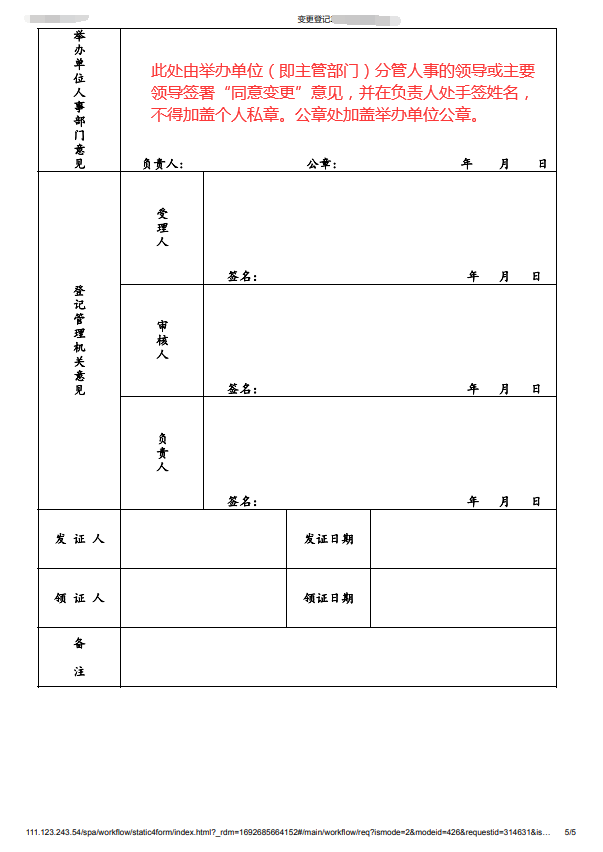 变更登记
举办单位人事部门意见
此处由举办单位（即主管部门）分管人事的领导或主要
领导签署“同意变更”意见，并在负责人处手签姓名，
不得加盖个人私章。公章处加盖举办单位公章。
负责人： 公章： 年 月 日
登记管理机关意见
受理人
签名： 年 月 日
审核人
签名： 年 月 日
负责人
签名： 年 月 日
发 证 人 发证日期
领 证 人 领证日期
备
注
111.123.243.54/spa/workflow/static4form/index.html?_rdm=1692685664152#/main/workflow/req?ismode=2&modeid=426&requestid=314631&is… 5/5